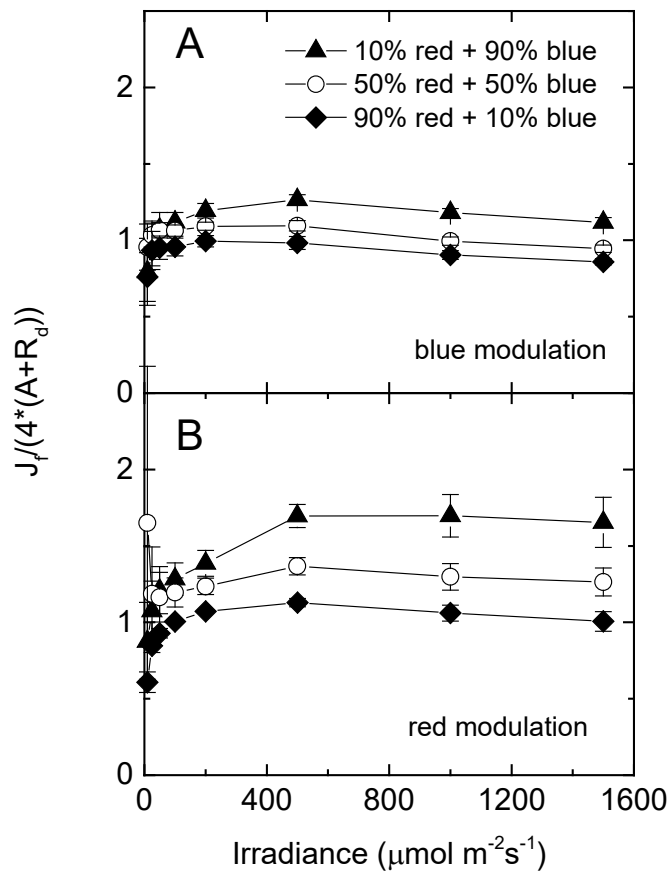 A
10% red + 90% blue
50% red + 50% blue
90% red + 10% blue
2
1
0
blue modulation
J_f/(4*(A+R_d))
B
2
1
0
red modulation
0 400 800 1200 1600
Irradiance (μmol m⁻²s⁻¹)